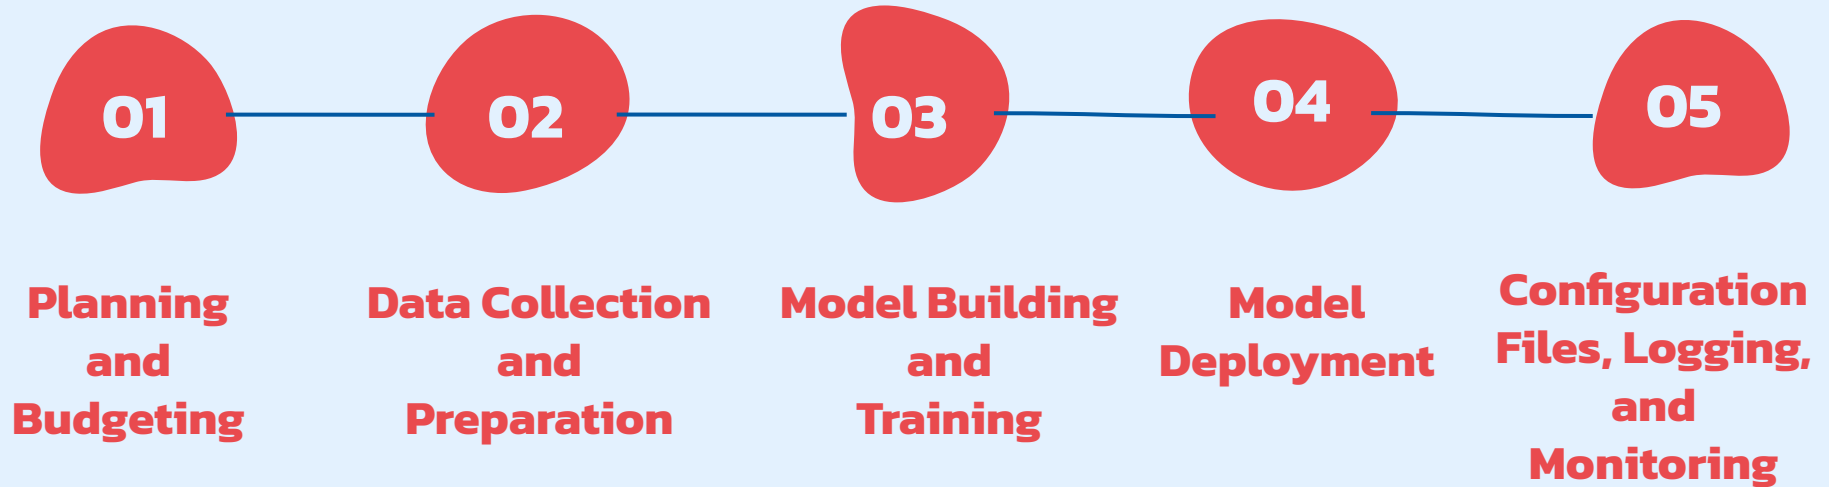 01
02
03
04
05
Planning
and
Budgeting
Data Collection
and
Preparation
Model Building
and
Training
Model
Deployment
Configuration
Files, Logging,
and
Monitoring